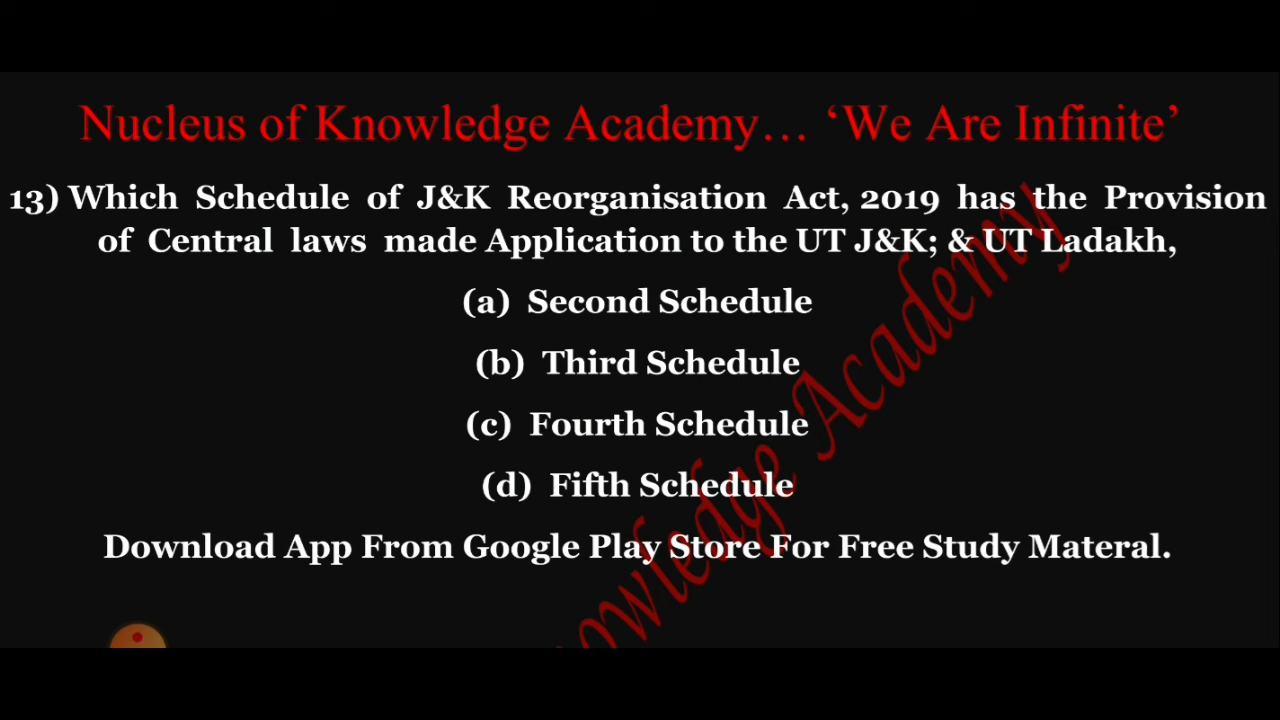 Nucleus of Knowledge Academy… ‘We Are Infinite’
13) Which Schedule of J&K Reorganisation Act, 2019 has the Provision
of Central laws made Application to the UT J&K; & UT Ladakh,
(a) Second Schedule
(b) Third Schedule
(c) Fourth Schedule
(d) Fifth Schedule
Download App From Google Play Store For Free Study Materal.
owledge Academy